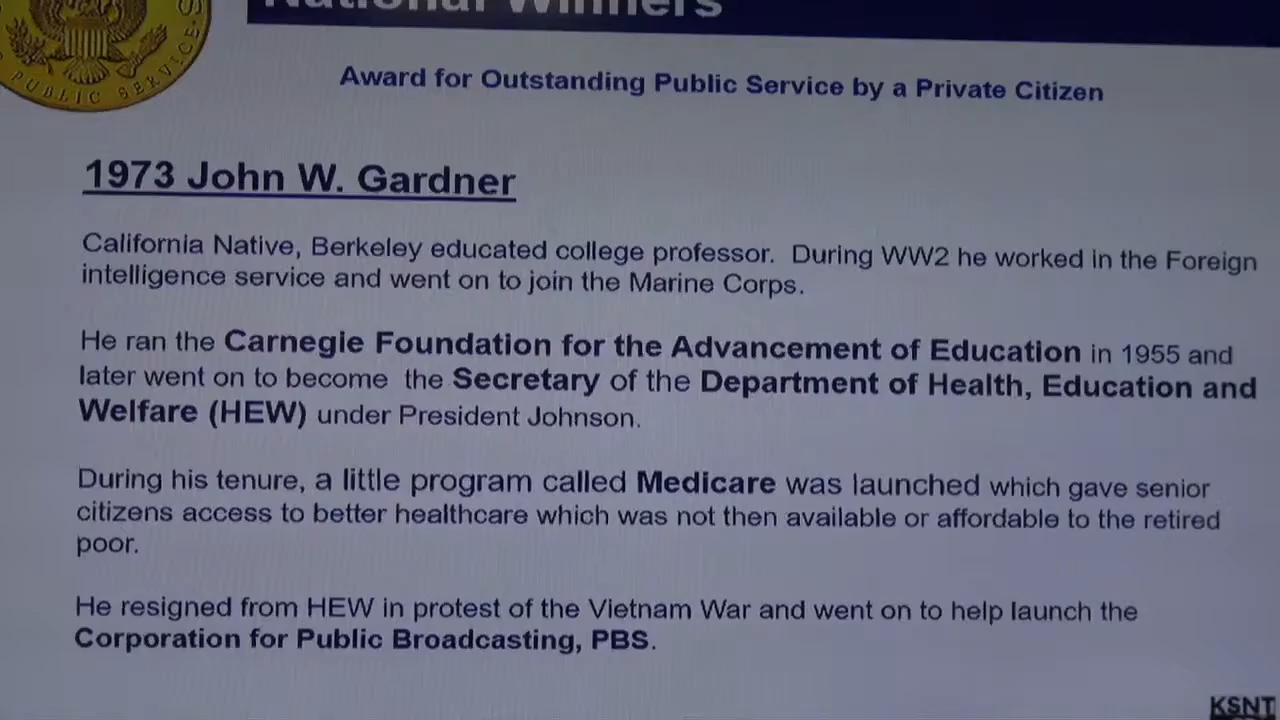 National Winners
PUBLIC SERVICE
Award for Outstanding Public Service by a Private Citizen
1973 John W. Gardner
California Native, Berkeley educated college professor. During WW2 he worked in the Foreign
intelligence service and went on to join the Marine Corps.
He ran the Carnegie Foundation for the Advancement of Education in 1955 and
later went on to become the Secretary of the Department of Health, Education and
Welfare (HEW) under President Johnson.
During his tenure, a little program called Medicare was launched which gave senior
citizens access to better healthcare which was not then available or affordable to the retired
poor.
He resigned from HEW in protest of the Vietnam War and went on to help launch the
Corporation for Public Broadcasting, PBS.
KSNT